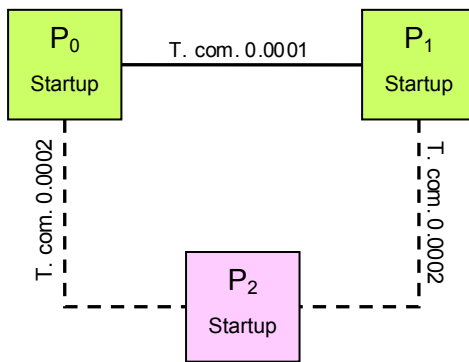 P₀
Startup
T. com. 0.0001
P₁
Startup
T. com. 0.0002
T. com. 0.0002
P₂
Startup